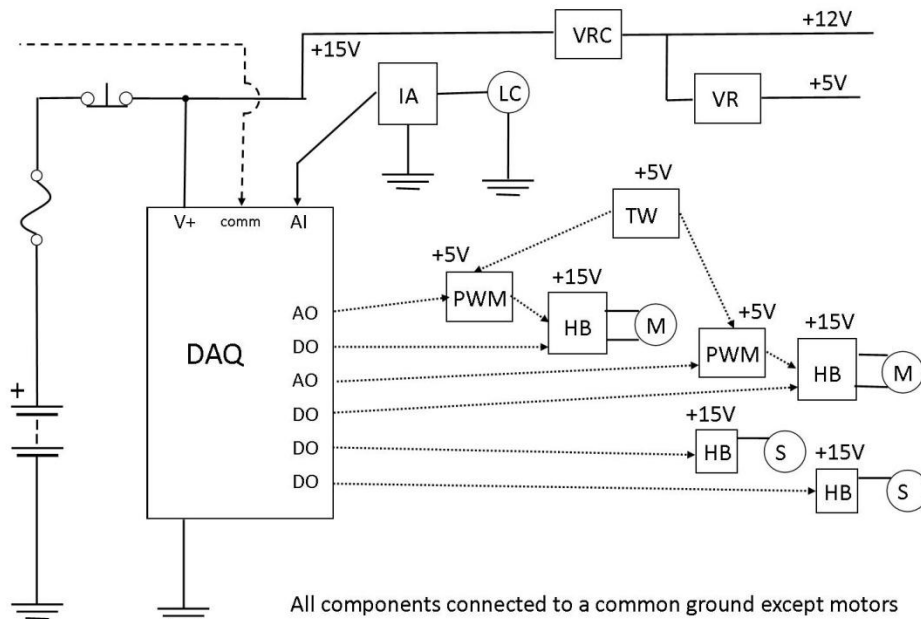 +12V
VRC
+15V
+5V
VR
IA
LC
+5V
TW
V+ comm AI
+5V
+15V
PWM
AO
HB
M
+5V
+15V
DO
DAQ
PWM
HB
M
AO
DO
+15V
+
DO
HB
S
+15V
DO
HB
S
All components connected to a common ground except motors